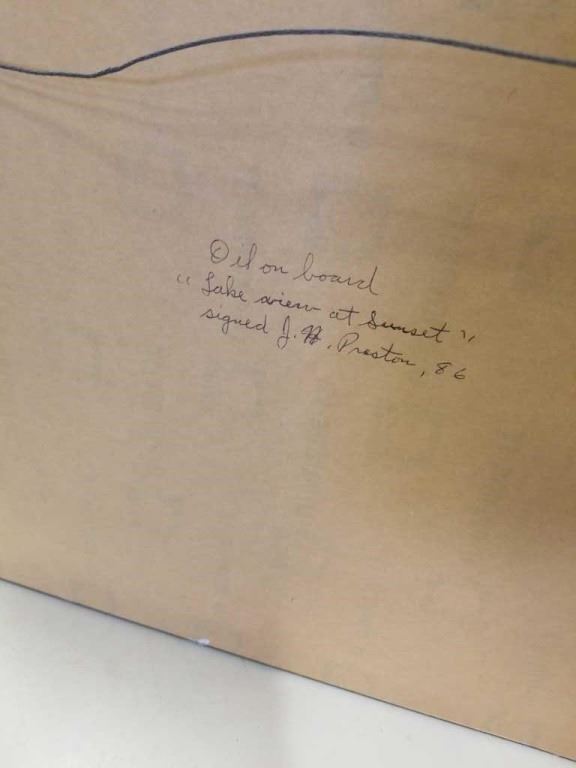 Oil on board
"Lake view at Sunset"
signed J. H. Preston, 86